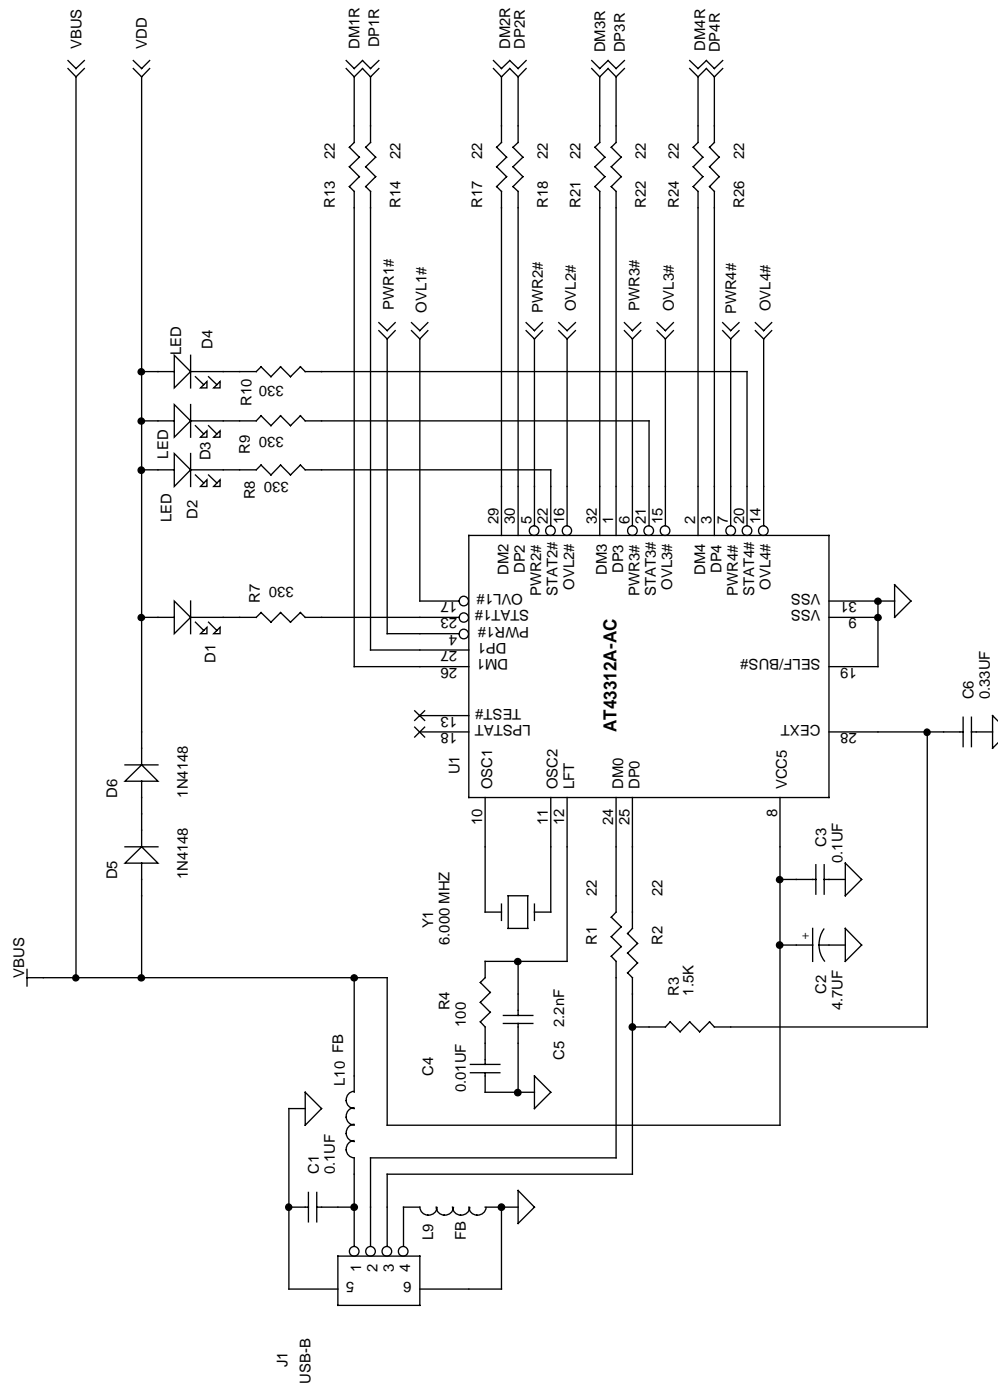 VBUS
VDD
DM1R
DP1R
DM2R
DP2R
DM3R
DP3R
DM4R
DP4R
R13 22
R14 22
R17 22
R18 22
R21 22
R22 22
R24 22
R26 22
PWR1#
OVL1#
PWR2#
OVL2#
PWR3#
OVL3#
PWR4#
OVL4#
LED
D4
R10
330
LED
D3
R9
330
LED
D2
R8
330
D1
R7
330
D6
1N4148
D5
1N4148
VBUS
U1
AT43312A-AC
29 DM2
30 DP2
5 PWR2#
22 STAT2#
16 OVL2#
32 DM3
1 DP3
6 PWR3#
21 STAT3#
15 OVL3#
2 DM4
3 DP4
7 PWR4#
20 STAT4#
14 OVL4#
17 OVL1#
23 STAT1#
4 PWR1#
27 DP1
26 DM1
13 TEST#
18 LPSTAT
10 OSC1
11 OSC2
12 LFT
24 DM0
25 DP0
8 VCC5
31 VSS
9 VSS
19 SELF/BUS#
28 CEXT
C6
0.33UF
Y1
6.000 MHZ
R4
100
C4
0.01UF
C5 2.2nF
R1 22
R2 22
R3
1.5K
C3
0.1UF
+
C2
4.7UF
L10 FB
C1
0.1UF
L9
FB
1
2
3
4
5
6
J1
USB-B